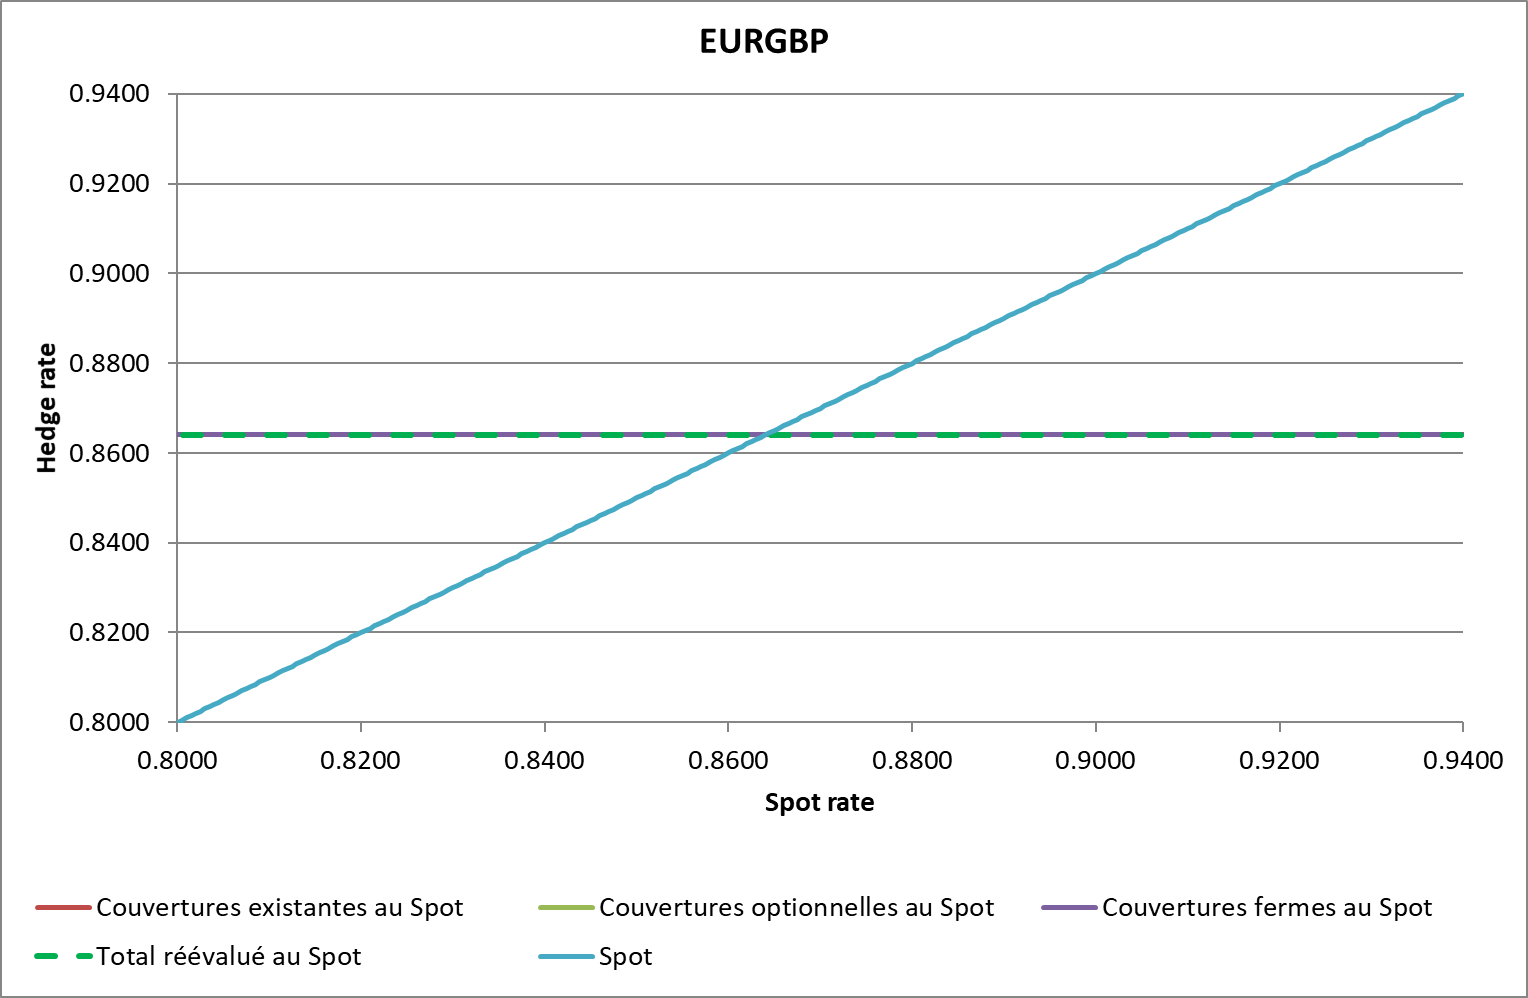 EURGBP
0.9400
0.9200
0.9000
0.8800
0.8600
0.8400
0.8200
0.8000
Hedge rate
0.8000 0.8200 0.8400 0.8600 0.8800 0.9000 0.9200 0.9400
Spot rate
Couvertures existantes au Spot Couvertures optionnelles au Spot Couvertures fermes au Spot
Total réévalué au Spot Spot